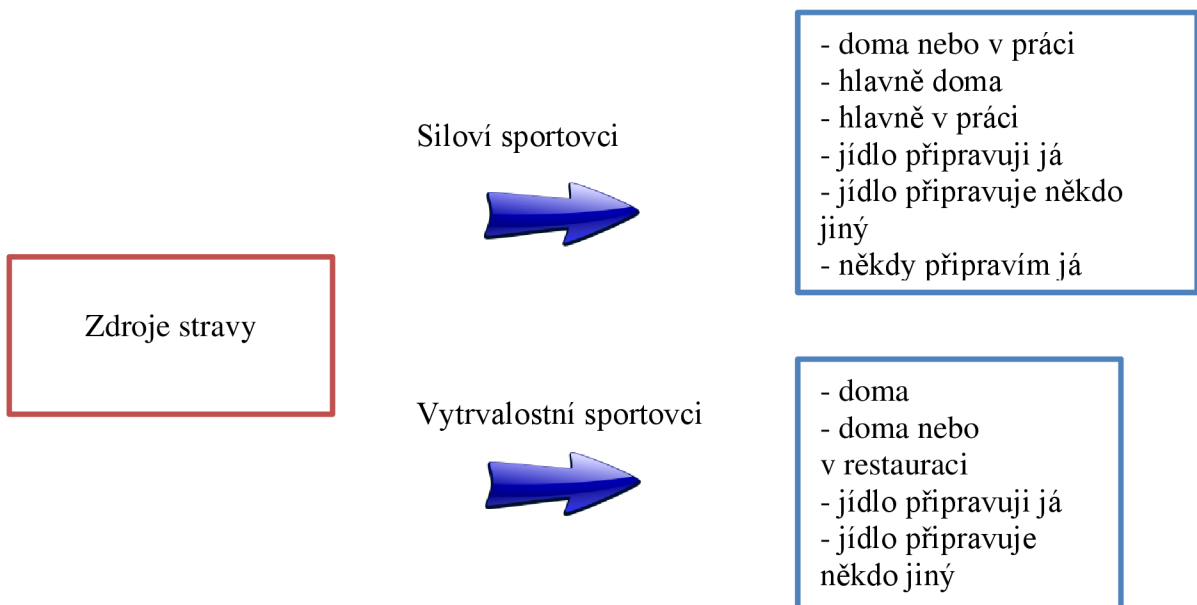 Zdroje stravy
Siloví sportovci
- doma nebo v práci
- hlavně doma
- hlavně v práci
- jídlo připravuji já
- jídlo připravuje někdo
jiný
- někdy připravím já
Vytrvalostní sportovci
- doma
- doma nebo
v restauraci
- jídlo připravuji já
- jídlo připravuje
někdo jiný